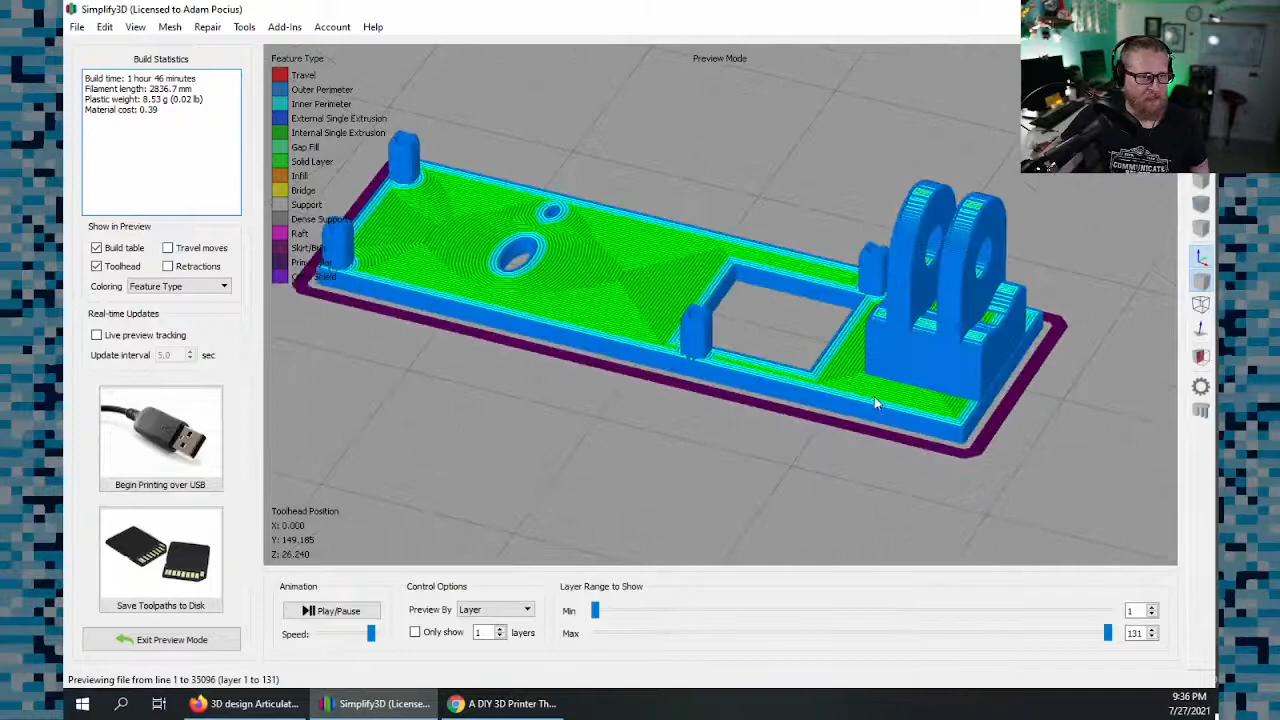 Simplify3D (Licensed to Adam Pocius)
File Edit View Mesh Repair Tools Add-Ins Account Help
Build Statistics
Build time: 1 hour 46 minutes
Filament length: 2836.7 mm
Plastic weight: 8.53 g (0.02 lb)
Material cost: 0.39
Show in Preview
Build table Travel moves
Toolhead Retractions
Coloring Feature Type
Real-time Updates
Live preview tracking
Update interval 5.0 sec
Begin Printing over USB
Save Toolpaths to Disk
Exit Preview Mode
Feature Type
Travel
Outer Perimeter
Inner Perimeter
External Single Extrusion
Internal Single Extrusion
Gap Fill
Solid Layer
Infill
Bridge
Support
Dense Support
Raft
Preview Mode
COMMUNICATE
Toolhead Position
X: 0.000
Y: 149.185
Z: 26.240
Animation
Play/Pause
Speed:
Control Options
Preview By Layer
Only show 1 layers
Layer Range to Show
Min 1
Max 131
Previewing file from line 1 to 35096 (layer 1 to 131)
3D design Articulat... Simplify3D (License... A DIY 3D Printer Th...
9:36 PM
7/27/2021